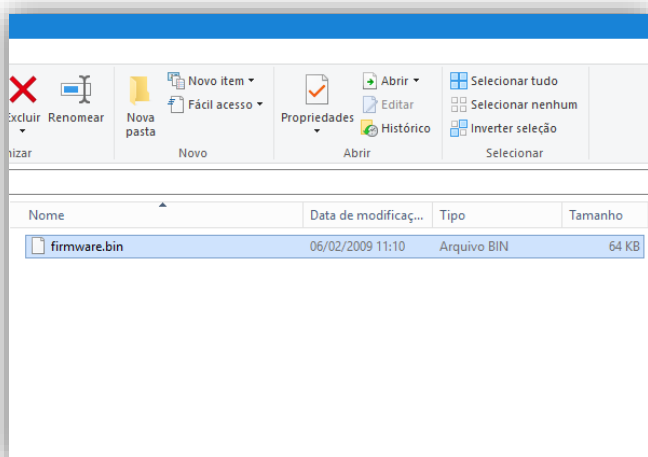 Excluir
Renomear
Nova
pasta
Novo item
Fácil acesso
Propriedades
Abrir
Editar
Histórico
Selecionar tudo
Selecionar nenhum
Inverter seleção
nizar
Novo
Abrir
Selecionar
Nome
Data de modificaç...
Tipo
Tamanho
firmware.bin
06/02/2009 11:10
Arquivo BIN
64 KB